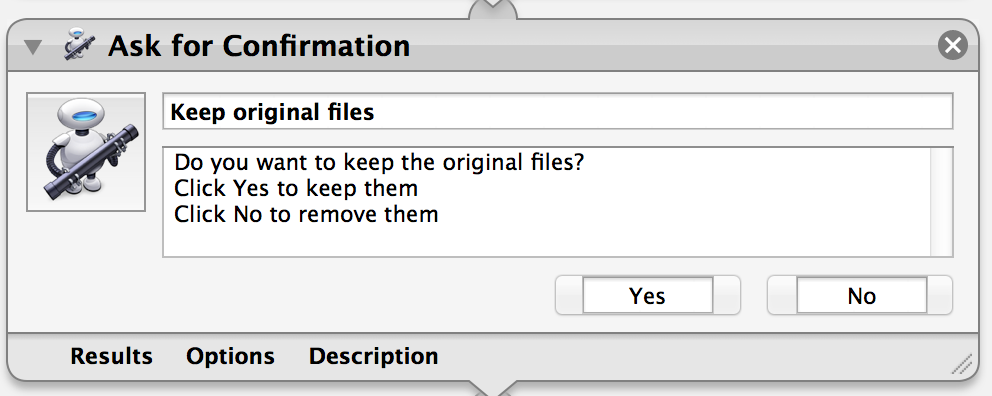 Ask for Confirmation
Keep original files
Do you want to keep the original files?
Click Yes to keep them
Click No to remove them
Yes No
Results Options Description